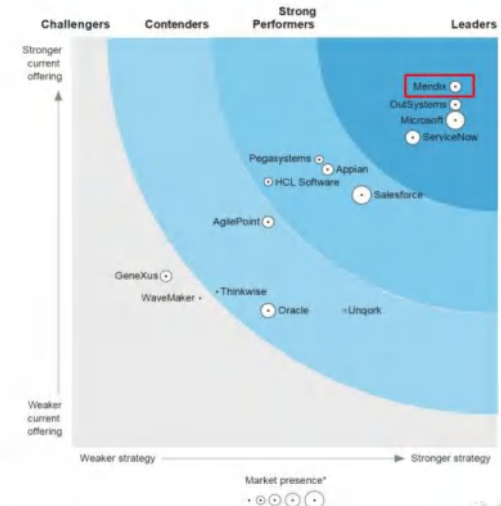 Challengers Contenders Strong Performers Leaders
Stronger current offering
Mendix
OutSystems
Microsoft
ServiceNow
Pegasystems
Appian
HCL Software
Salesforce
AgilePoint
GeneXus
Thinkwise
WaveMaker
Oracle
Unqork
Weaker current offering
Weaker strategy Stronger strategy
Market presence*